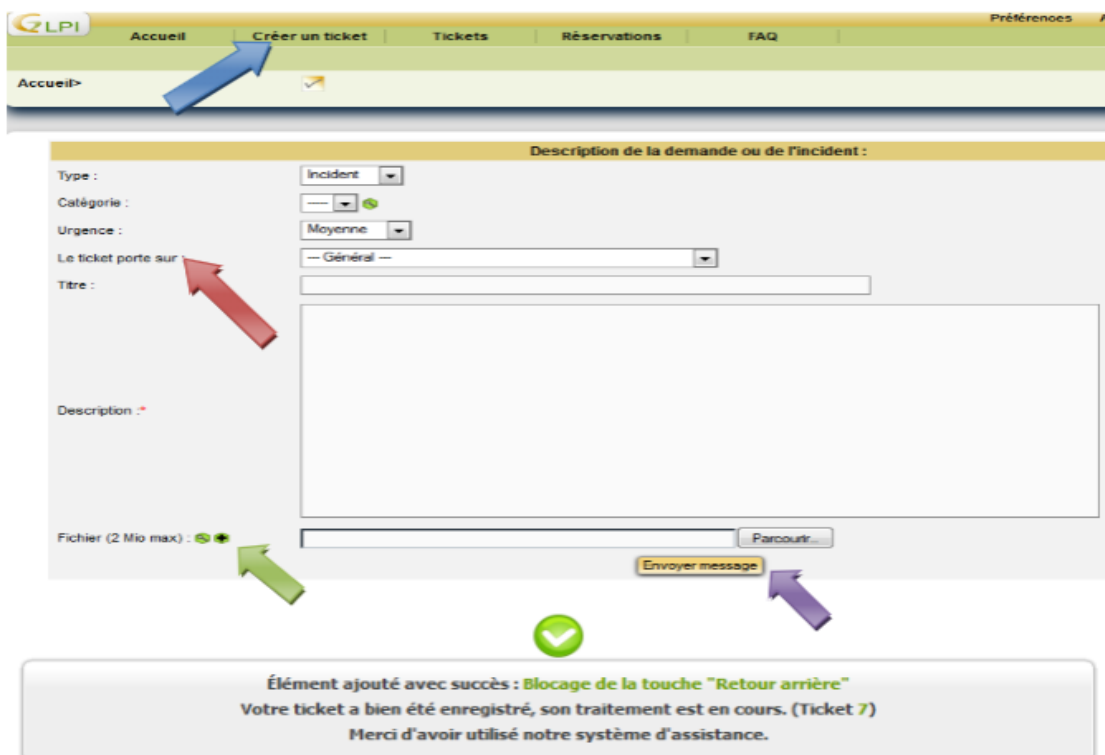 GLPI
Préférences A
Accueil Créer un ticket Tickets Réservations FAQ
Accueil>
Description de la demande ou de l'incident :
Type : Incident
Catégorie : ----
Urgence : Moyenne
Le ticket porte sur : --- Général ---
Titre :
Description :*
Fichier (2 Mio max) : Parcourir...
Envoyer message
Élément ajouté avec succès : Blocage de la touche "Retour arrière"
Votre ticket a bien été enregistré, son traitement est en cours. (Ticket 7)
Merci d'avoir utilisé notre système d'assistance.